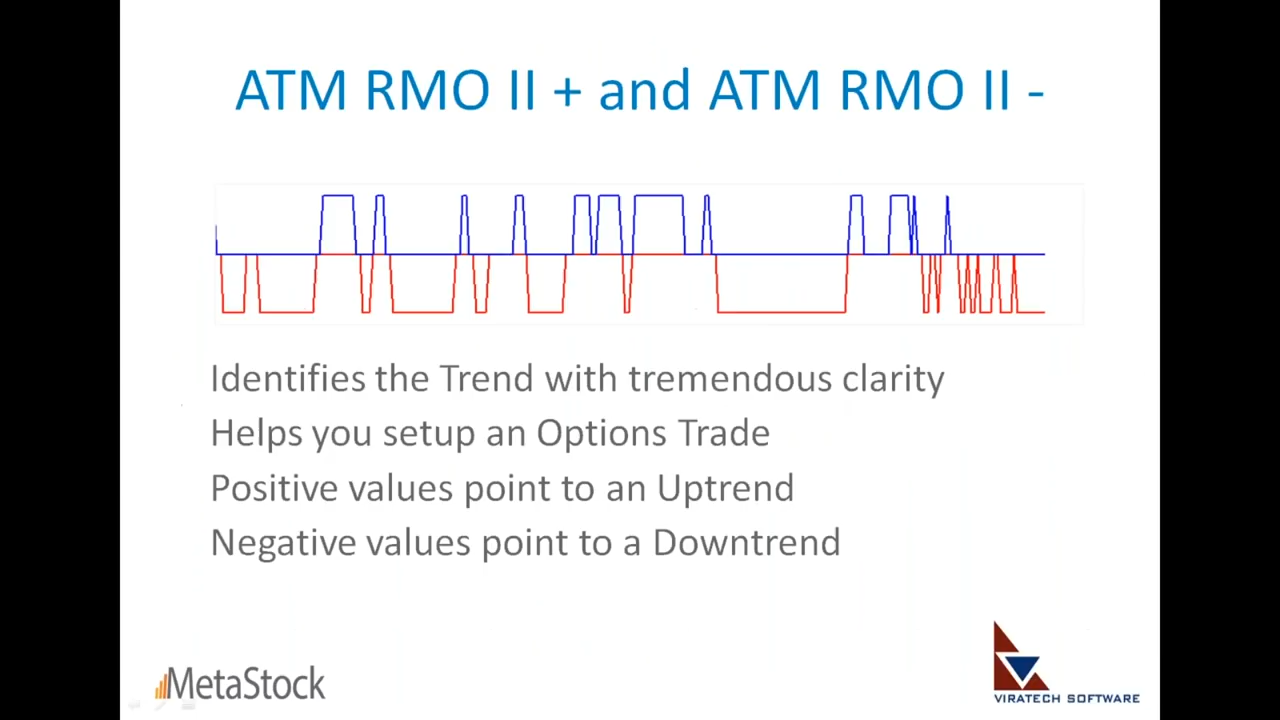 ATM RMO II + and ATM RMO II -
Identifies the Trend with tremendous clarity
Helps you setup an Options Trade
Positive values point to an Uptrend
Negative values point to a Downtrend
MetaStock
VIRATECH SOFTWARE